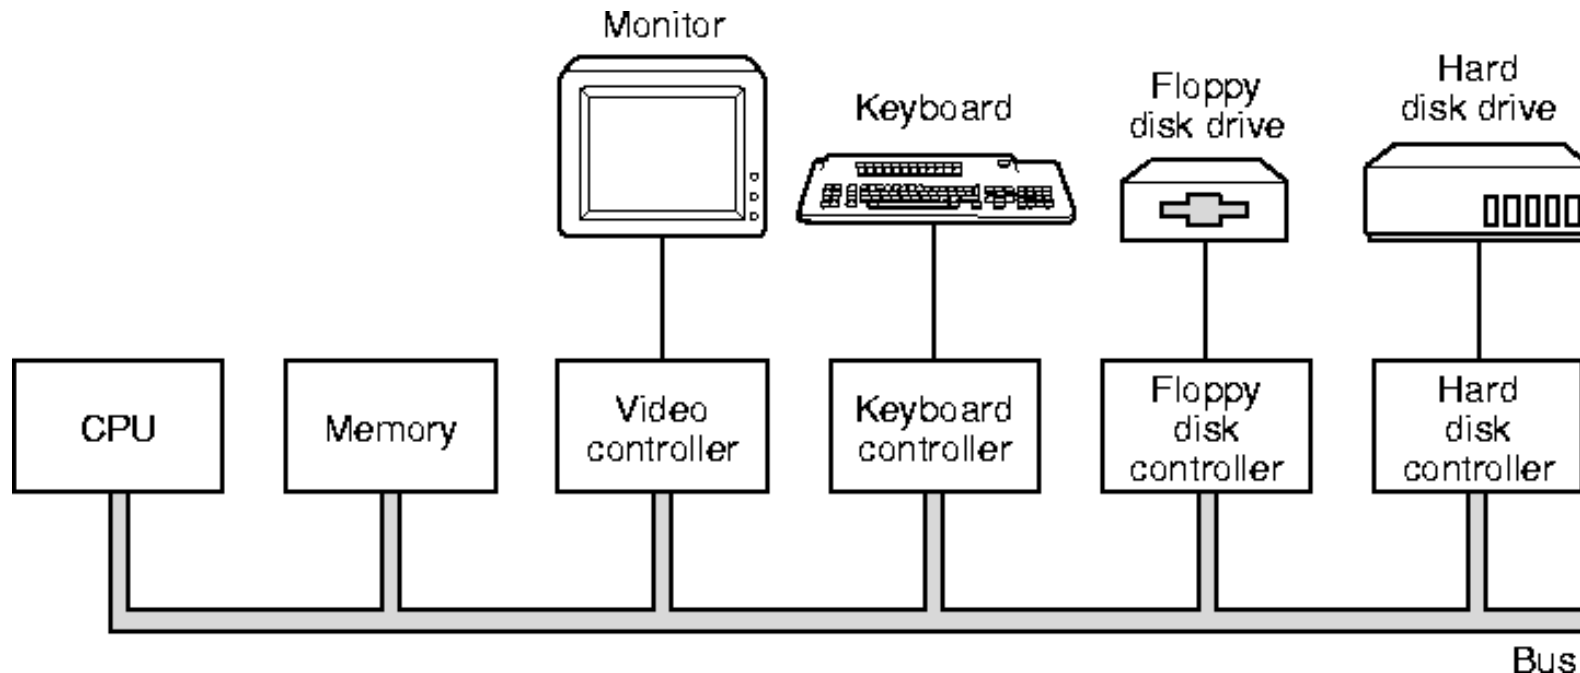 Monitor
Keyboard
Floppy
disk drive
Hard
disk drive
CPU
Memory
Video
controller
Keyboard
controller
Floppy
disk
controller
Hard
disk
controller
Bus